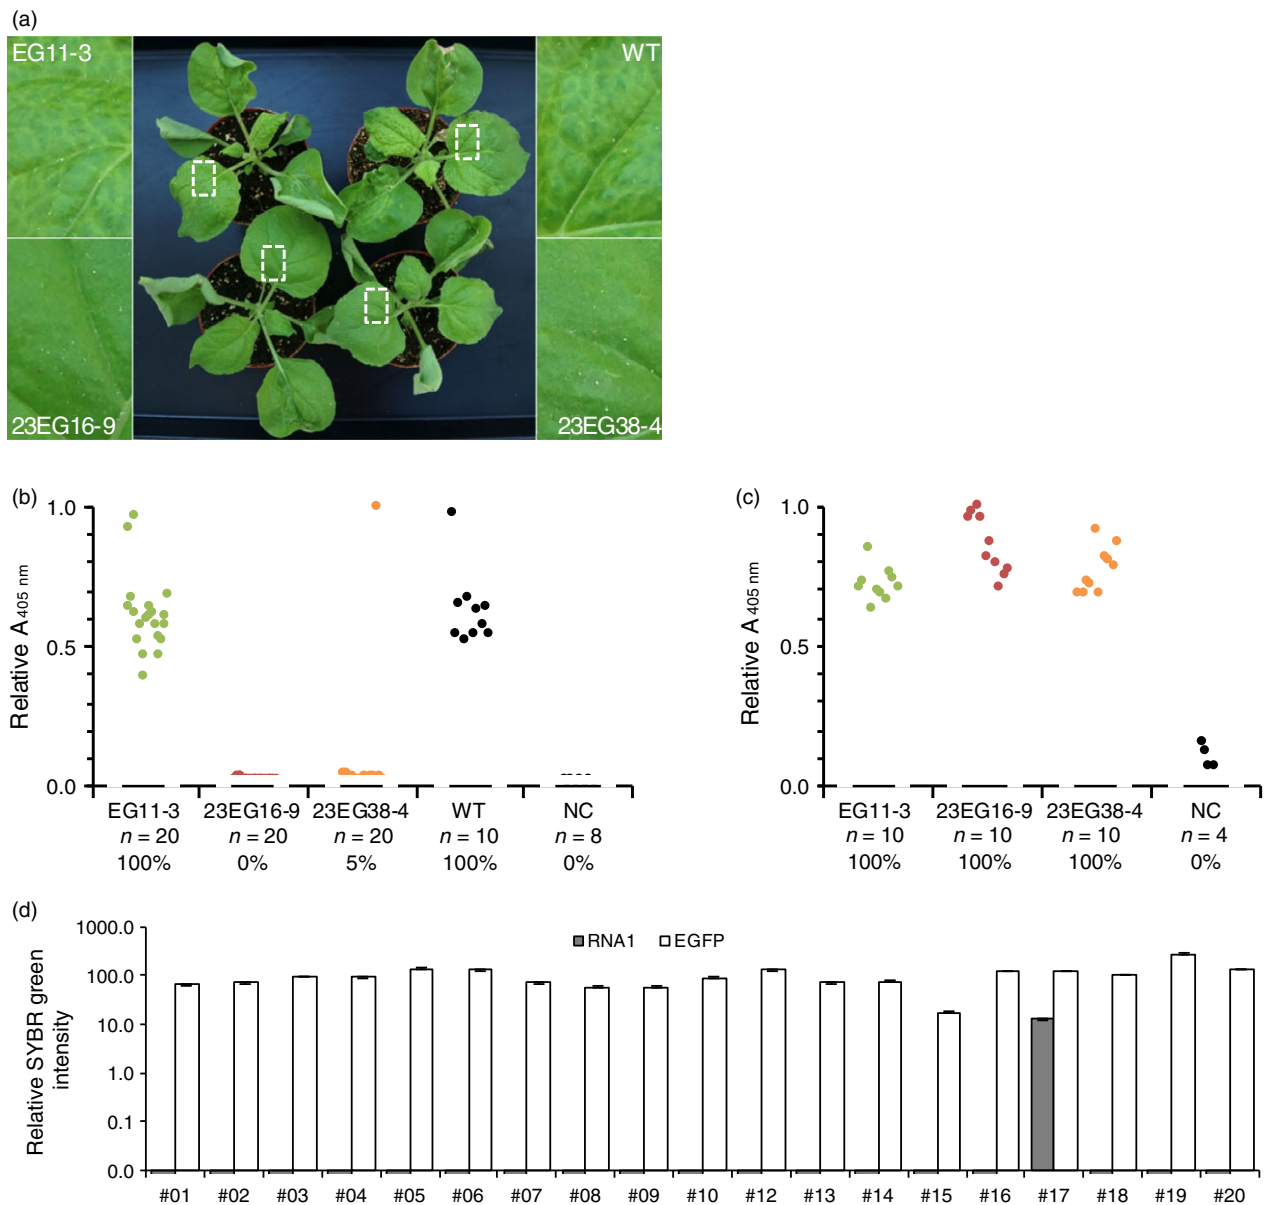 (a)
EG11-3
WT
23EG16-9
23EG38-4
(b)
Relative A405 nm
1.0
0.5
0.0
EG11-3
n = 20
100%
23EG16-9
n = 20
0%
23EG38-4
n = 20
5%
WT
n = 10
100%
NC
n = 8
0%
(c)
Relative A405 nm
1.0
0.5
0.0
EG11-3
n = 10
100%
23EG16-9
n = 10
100%
23EG38-4
n = 10
100%
NC
n = 4
0%
(d)
Relative SYBR green
intensity
1000.0
100.0
10.0
1.0
0.1
0.0
RNA1 EGFP
#01 #02 #03 #04 #05 #06 #07 #08 #09 #10 #12 #13 #14 #15 #16 #17 #18 #19 #20